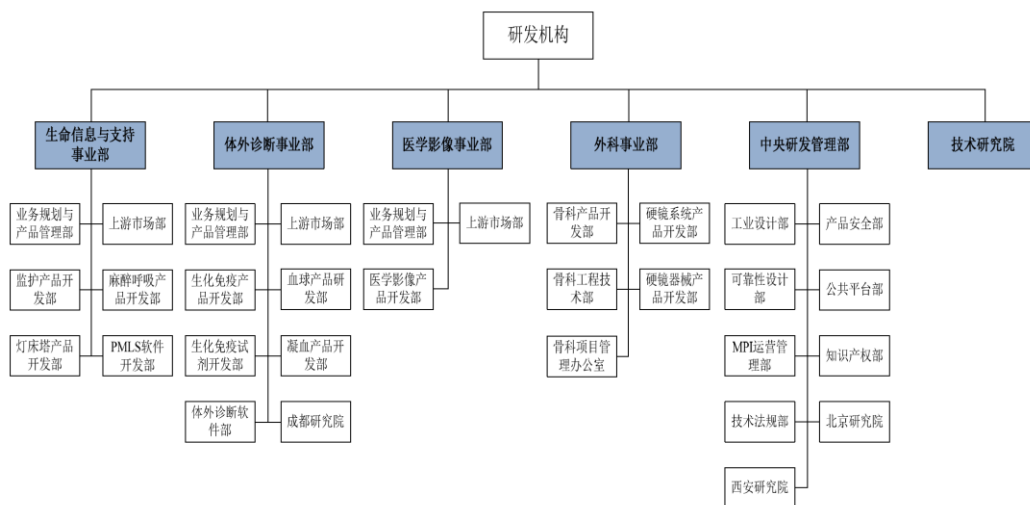 研发机构
生命信息与支持
事业部
体外诊断事业部
医学影像事业部
外科事业部
中央研发管理部
技术研究院
业务规划与
产品管理部
上游市场部
业务规划与
产品管理部
上游市场部
业务规划与
产品管理部
上游市场部
骨科产品开
发部
硬镜系统产
品开发部
工业设计部
产品安全部
监护产品开
发部
麻醉呼吸产
品开发部
生化免疫产
品开发部
血球产品研
发部
医学影像产
品开发部
骨科工程技
术部
硬镜器械产
品开发部
可靠性设计
部
公共平台部
灯床塔产品
开发部
PMLS软件
开发部
生化免疫试
剂开发部
凝血产品开
发部
骨科项目管
理办公室
MPI运营管
理部
知识产权部
体外诊断软
件部
成都研究院
技术法规部
北京研究院
西安研究院